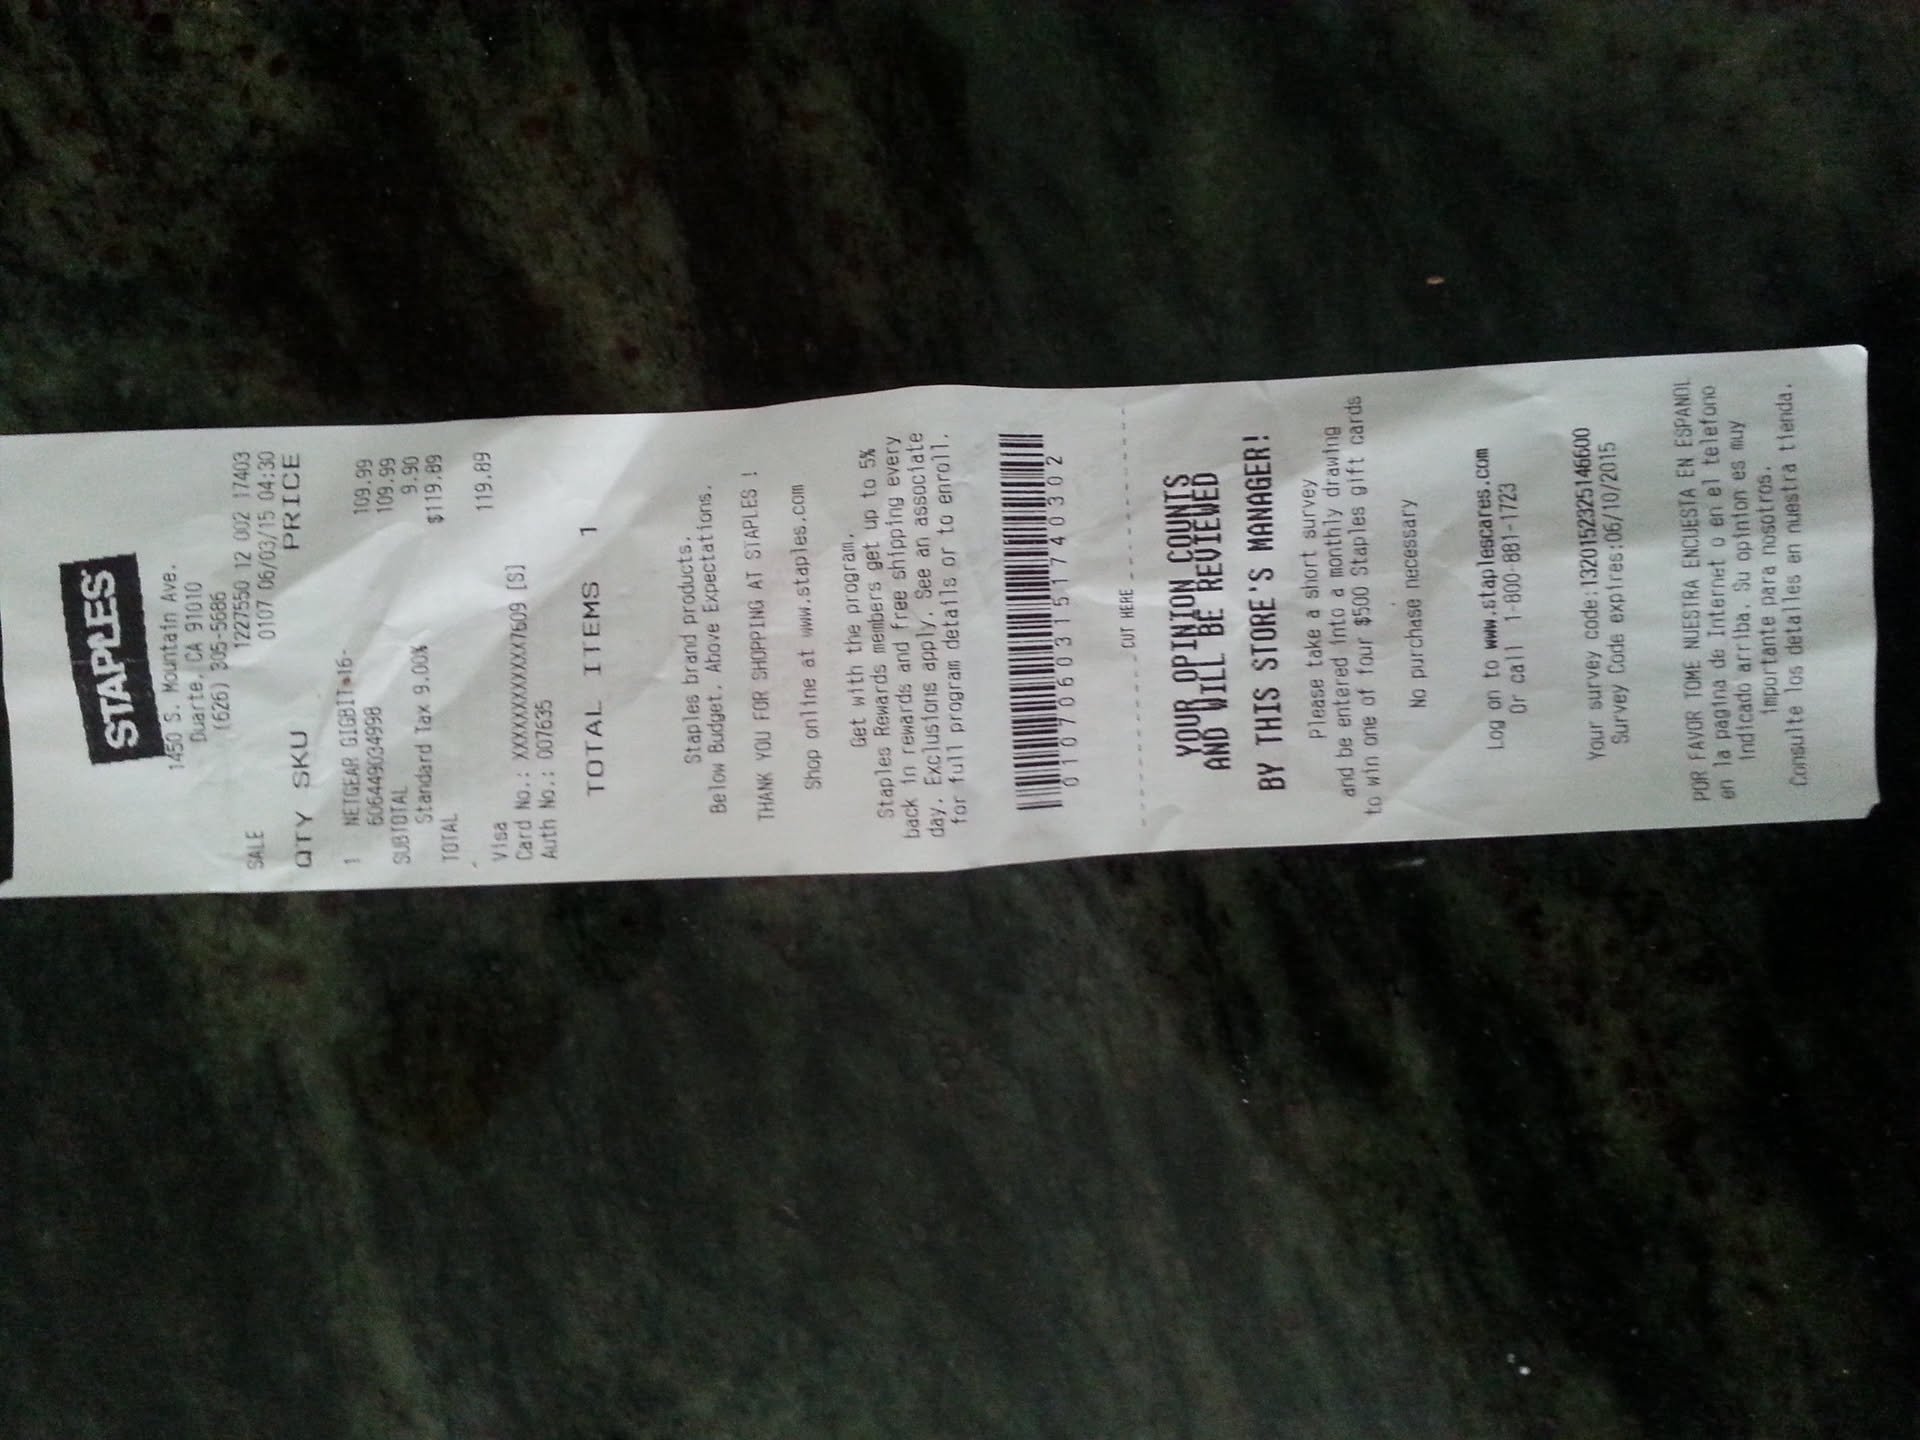 STAPLES
1450 S. Mountain Ave.
Duarte, CA 91010
(626) 305-5686
SALE 1227550 12 002 17403
0107 06/03/15 04:30
QTY SKU PRICE
1 NETGEAR GIGBIT 16-
606449034998 109.99
SUBTOTAL 109.99
Standard Tax 9.00% 9.90
TOTAL $119.89
Visa 119.89
Card No.: XXXXXXXXXXXX7609 [S]
Auth No.: 007635
TOTAL ITEMS 1
Staples brand products.
Below Budget. Above Expectations.
THANK YOU FOR SHOPPING AT STAPLES !
Shop online at www.staples.com
Get with the program.
Staples Rewards members get up to 5%
back in rewards and free shipping every
day. Exclusions apply. See an associate
for full program details or to enroll.
0107060315174030 2
CUT HERE
YOUR OPINION COUNTS
AND WILL BE REVIEWED
BY THIS STORE'S MANAGER!
Please take a short survey
and be entered into a monthly drawing
to win one of four $500 Staples gift cards
No purchase necessary
Log on to www.staplescares.com
Or call 1-800-881-1723
Your survey code:1320152325146600
Survey Code expires:06/10/2015
POR FAVOR TOME NUESTRA ENCUESTA EN ESPANOL
en la pagina de Internet o en el telefono
indicado arriba. Su opinion es muy
importante para nosotros.
Consulte los detalles en nuestra tienda.